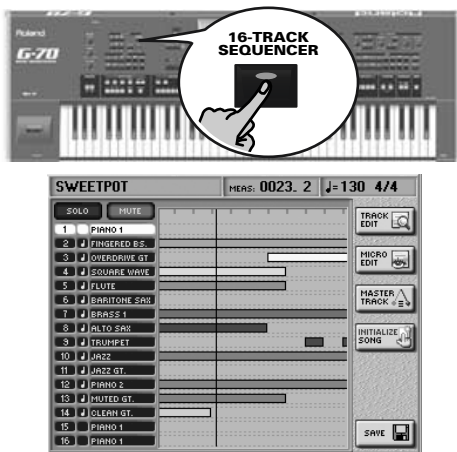 Roland
G-70
16-TRACK
SEQUENCER
SWEETPOT MEAS: 0023. 2 ♩=130 4/4
SOLO MUTE
1 PIANO 1
2 FINGERED BS.
3 OVERDRIVE GT
4 SQUARE WAVE
5 FLUTE
6 BARITONE SAX
7 BRASS 1
8 ALTO SAX
9 TRUMPET
10 JAZZ
11 JAZZ GT.
12 PIANO 2
13 MUTED GT.
14 CLEAN GT.
15 PIANO 1
16 PIANO 1
TRACK
EDIT
MICRO
EDIT
MASTER
TRACK
INITIALIZE
SONG
SAVE